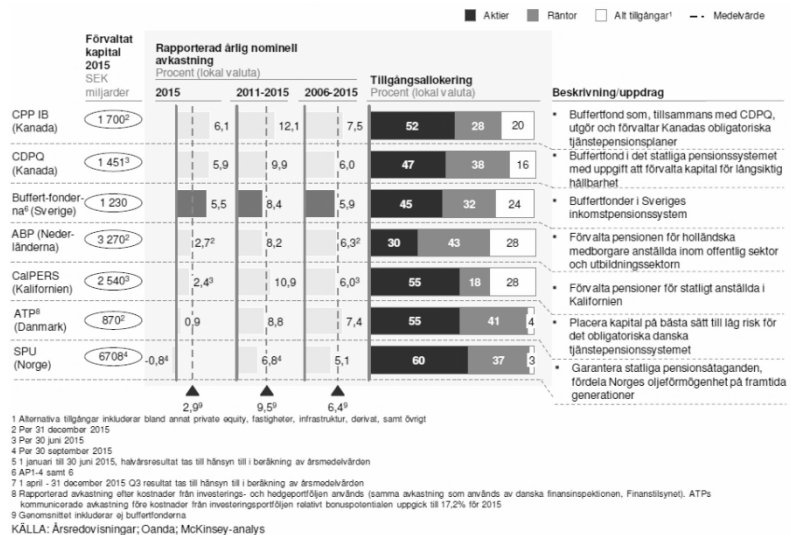 Aktier Räntor Alt tillgångar¹ Medelvärde
Förvaltat kapital 2015
SEK miljarder
Rapporterad årlig nominell avkastning
Procent (lokal valuta)
2015 2011-2015 2006-2015
Tillgångsallokering
Procent (lokal valuta)
Beskrivning/uppdrag
CPP IB (Kanada) 1 700² 6,1 12,1 7,5 52 28 20
▪ Buffertfond som, tillsammans med CDPQ,
utgör och förvaltar Kanadas obligatoriska
tjänstepensionsplaner
CDPQ (Kanada) 1 451³ 5,9 9,9 6,0 47 38 16
▪ Buffertfond i det statliga pensionssystemet
med uppgift att förvalta kapital för långsiktig
hållbarhet
Buffert-fonder-
na⁶ (Sverige) 1 230 5,5 8,4 5,9 45 32 24
▪ Buffertfonder i Sveriges
inkomstpensionssystem
ABP (Neder-
länderna) 3 270² 2,7² 8,2 6,3² 30 43 28
▪ Förvalta pensionen för holländska
medborgare anställda inom offentlig sektor
och utbildningssektorn
CalPERS
(Kalifornien) 2 540³ 2,4³ 10,9 6,0³ 55 18 28
▪ Förvalta pensioner för statligt anställda i
Kalifornien
ATP⁸
(Danmark) 870² 0,9 8,8 7,4 55 41 4
▪ Placera kapital på bästa sätt till låg risk för
det obligatoriska danska
tjänstepensionssystemet
SPU
(Norge) 6708⁴ -0,8⁴ 6,8⁴ 5,1 60 37 3
▪ Garantera statliga pensionsåtaganden,
fördela Norges oljeförmögenhet på framtida
generationer
2,9⁹ 9,5⁹ 6,4⁹
1 Alternativa tillgångar inkluderar bland annat private equity, fastigheter, infrastruktur, derivat, samt övrigt
2 Per 31 december 2015
3 Per 30 juni 2015
4 Per 30 september 2015
5 1 januari till 30 juni 2015, halvårsresultat tas till hänsyn till i beräkning av årsmedelvärden
6 AP1-4 samt 6
7 1 april - 31 december 2015 Q3 resultat tas till hänsyn till i beräkning av årsmedelvärden
8 Rapporterad avkastning efter kostnader från investerings- och hedgeportföljen används (samma avkastning som används av danska finansinspektionen, Finanstilsynet). ATPs
kommunicerade avkastning före kostnader från investeringsportföljen relativt bonuspotentialen uppgick till 17,2% för 2015
9 Genomsnittet inkluderar ej buffertfonderna
KÄLLA: Årsredovisningar; Oanda; McKinsey-analys